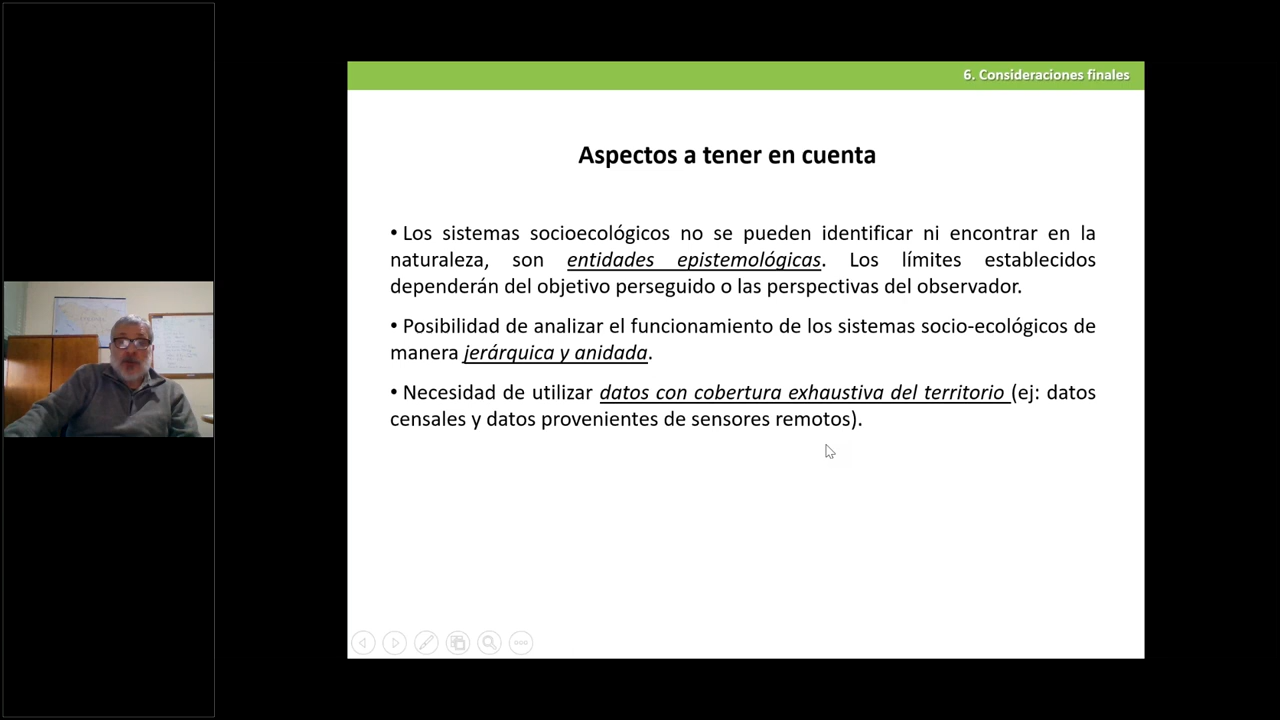 6. Consideraciones finales
Aspectos a tener en cuenta
• Los sistemas socioecológicos no se pueden identificar ni encontrar en la
naturaleza, son entidades epistemológicas. Los límites establecidos
dependerán del objetivo perseguido o las perspectivas del observador.
• Posibilidad de analizar el funcionamiento de los sistemas socio-ecológicos de
manera jerárquica y anidada.
• Necesidad de utilizar datos con cobertura exhaustiva del territorio (ej: datos
censales y datos provenientes de sensores remotos).